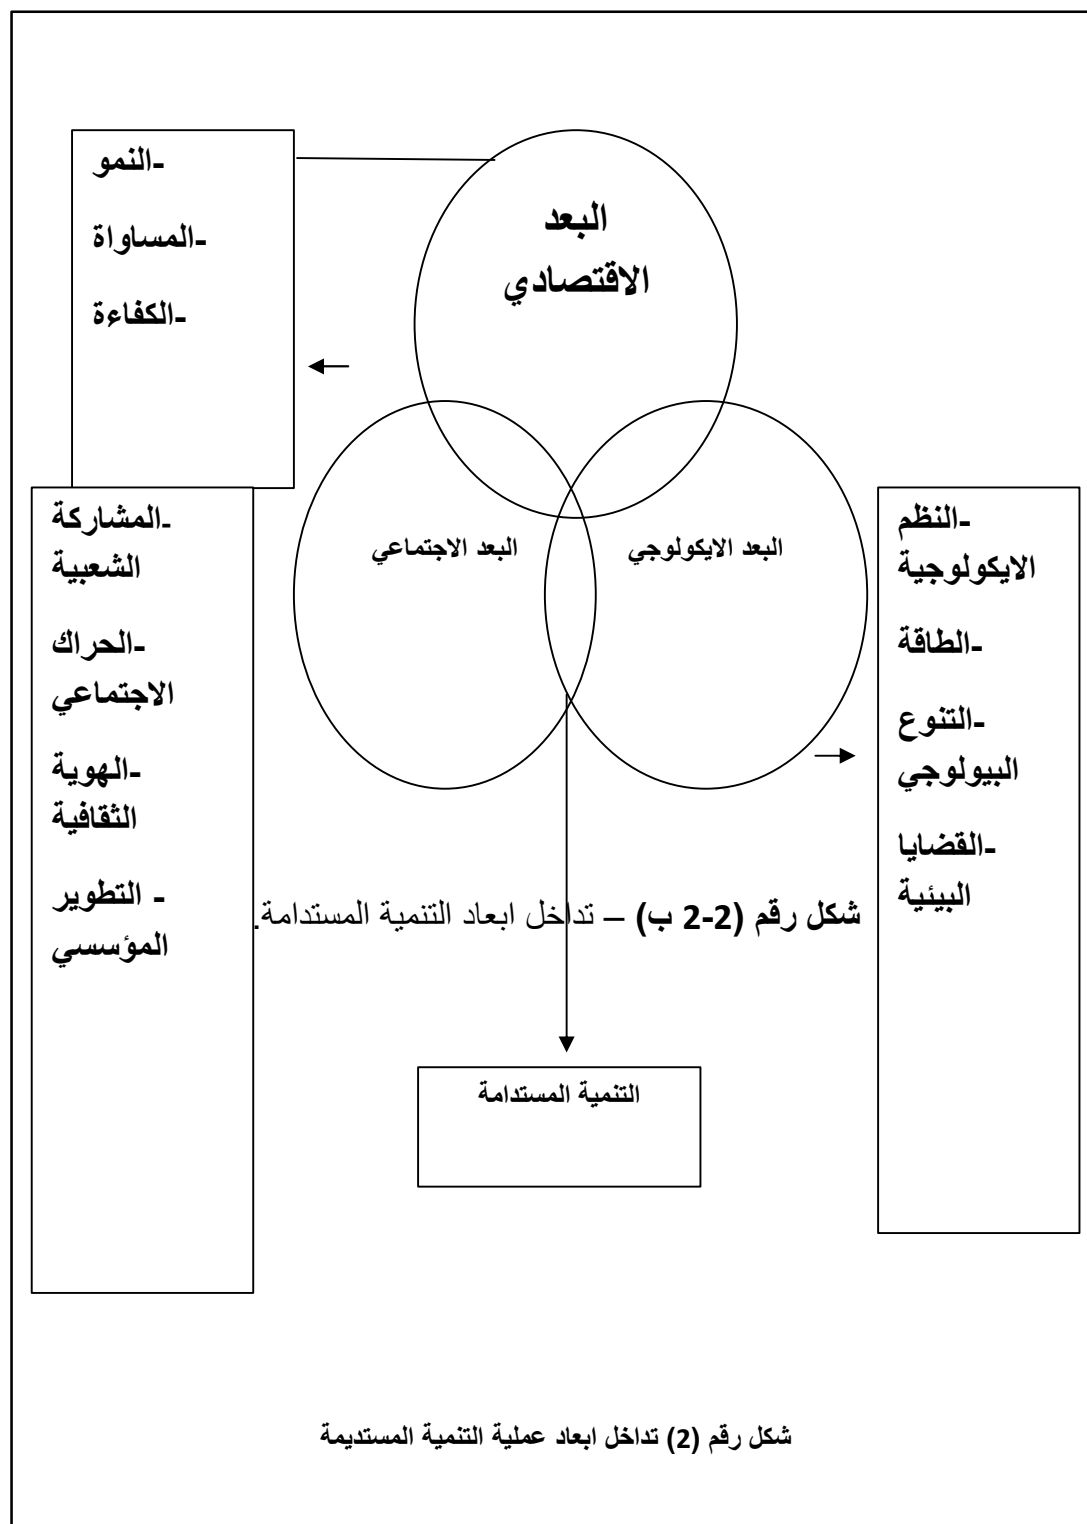 -النمو
-المساواة
-الكفاءة
البعد
الاقتصادي
البعد الاجتماعي
البعد الايكولوجي
-المشاركة
الشعبية
-الحراك
الاجتماعي
-الهوية
الثقافية
- التطوير
المؤسسي
-النظم
الايكولوجية
-الطاقة
-التنوع
البيولوجي
-القضايا
البيئية
شكل رقم (2-2 ب) – تداخل ابعاد التنمية المستدامة.
التنمية المستدامة
شكل رقم (2) تداخل ابعاد عملية التنمية المستديمة